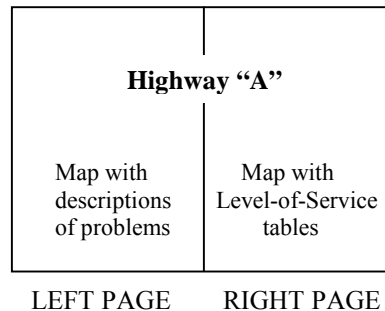 Highway “A”
Map with
descriptions
of problems
Map with
Level-of-Service
tables
LEFT PAGE
RIGHT PAGE